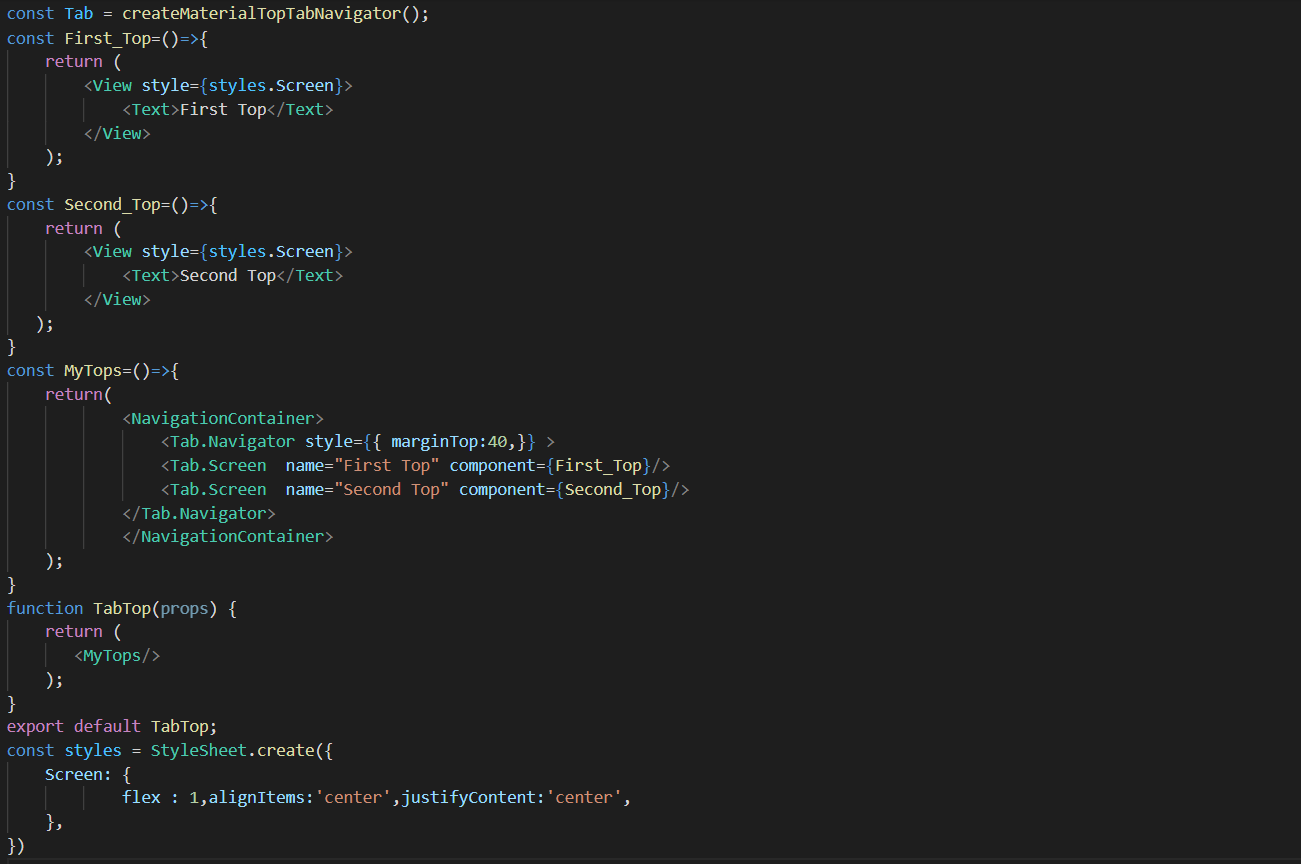 const Tab = createMaterialTopTabNavigator();
const First_Top=()=>{
    return (
        <View style={styles.Screen}>
            <Text>First Top</Text>
        </View>
    );
}
const Second_Top=()=>{
    return (
        <View style={styles.Screen}>
            <Text>Second Top</Text>
        </View>
   );
}
const MyTops=()=>{
    return(
            <NavigationContainer>
                <Tab.Navigator style={{ marginTop:40,}} >
                <Tab.Screen  name="First Top" component={First_Top}/>
                <Tab.Screen  name="Second Top" component={Second_Top}/>
            </Tab.Navigator>
            </NavigationContainer>
    );
}
function TabTop(props) {
    return (
       <MyTops/>
    );
}
export default TabTop;
const styles = StyleSheet.create({
    Screen: {
            flex : 1,alignItems:'center',justifyContent:'center',
    },
})